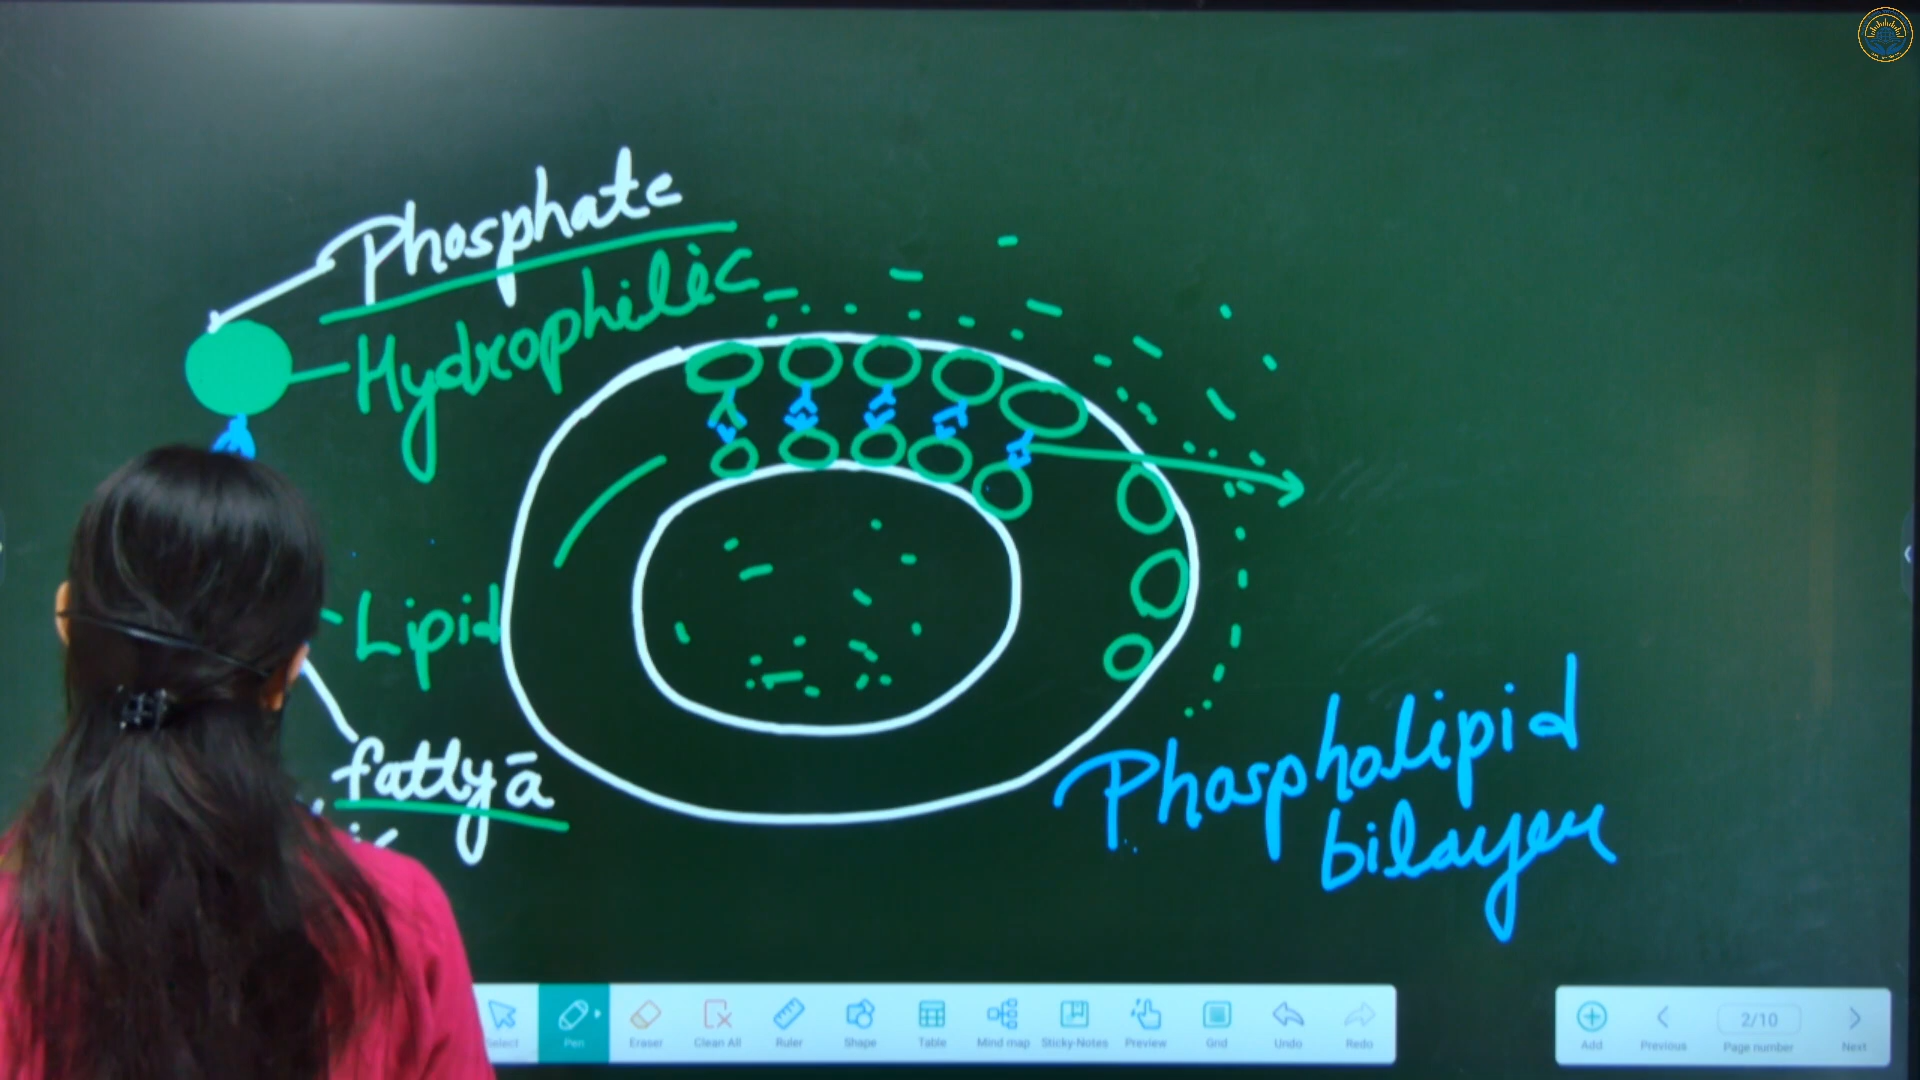 Phosphate
Hydrophilic
Lipid
fatty ā
Phospholipid
bilayer
Select
Pen
Eraser
Clean All
Ruler
Shape
Table
Mind map
Sticky-Notes
Preview
Grid
Undo
Redo
Add
Previous
2/10
Page number
Next